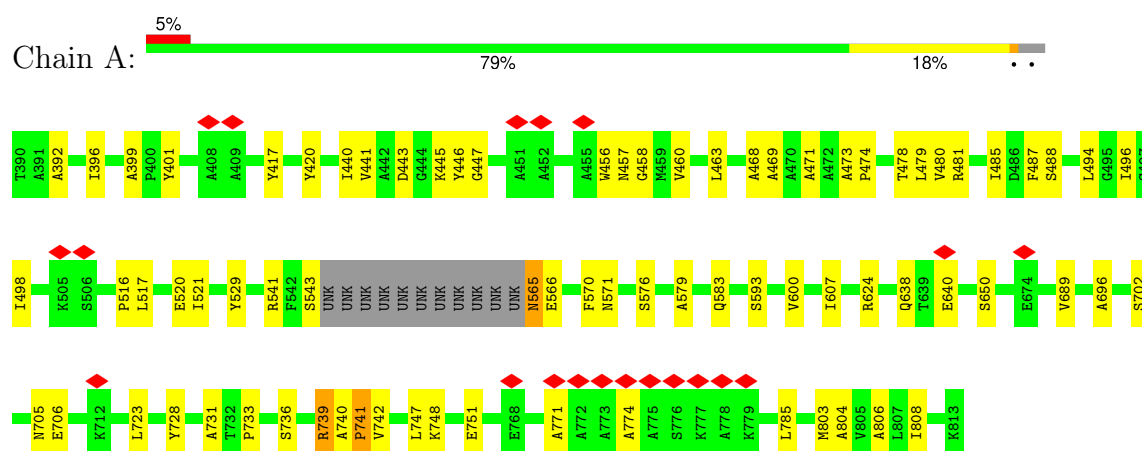 5%
Chain A:
79% 18% • •
T390 A391 A392 I396 A399 P400 Y401 A408 A409 Y417 Y420 I440 V441 A442 D443 G444 K445 Y446 G447 A451 A452 A455 W456 N457 G458 M459 V460 L463 A468 A469 A470 A471 A472 A473 P474 T478 L479 V480 R481 I485 D486 F487 S488 L494 G495 I496
I498 K505 S506 P516 L517 E520 I521 Y529 R541 F542 S543 UNK UNK UNK UNK UNK UNK UNK UNK UNK UNK N565 E566 F570 N571 S576 A579 Q583 S593 V600 I607 R624 Q638 T639 E640 S650 E674 V689 A696 S702
N705 E706 K712 L723 Y728 A731 T732 P733 S736 R739 A740 P741 V742 L747 K748 E751 E768 A771 A772 A773 A774 A775 S776 K777 A778 K779 L785 M803 A804 V805 A806 L807 I808 K813